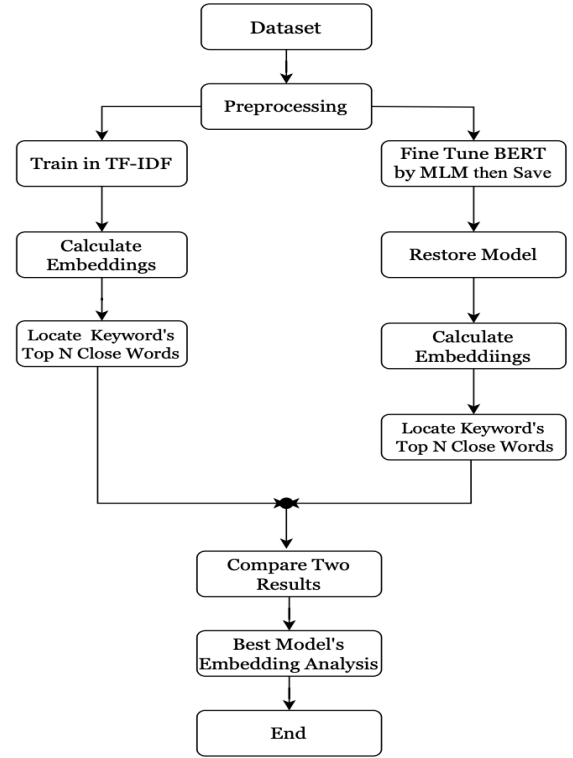 Dataset
Preprocessing
Train in TF-IDF
Calculate
Embeddings
Locate Keyword's
Top N Close Words
Fine Tune BERT
by MLM then Save
Restore Model
Calculate
Embeddiings
Locate Keyword's
Top N Close Words
Compare Two
Results
Best Model's
Embedding Analysis
End